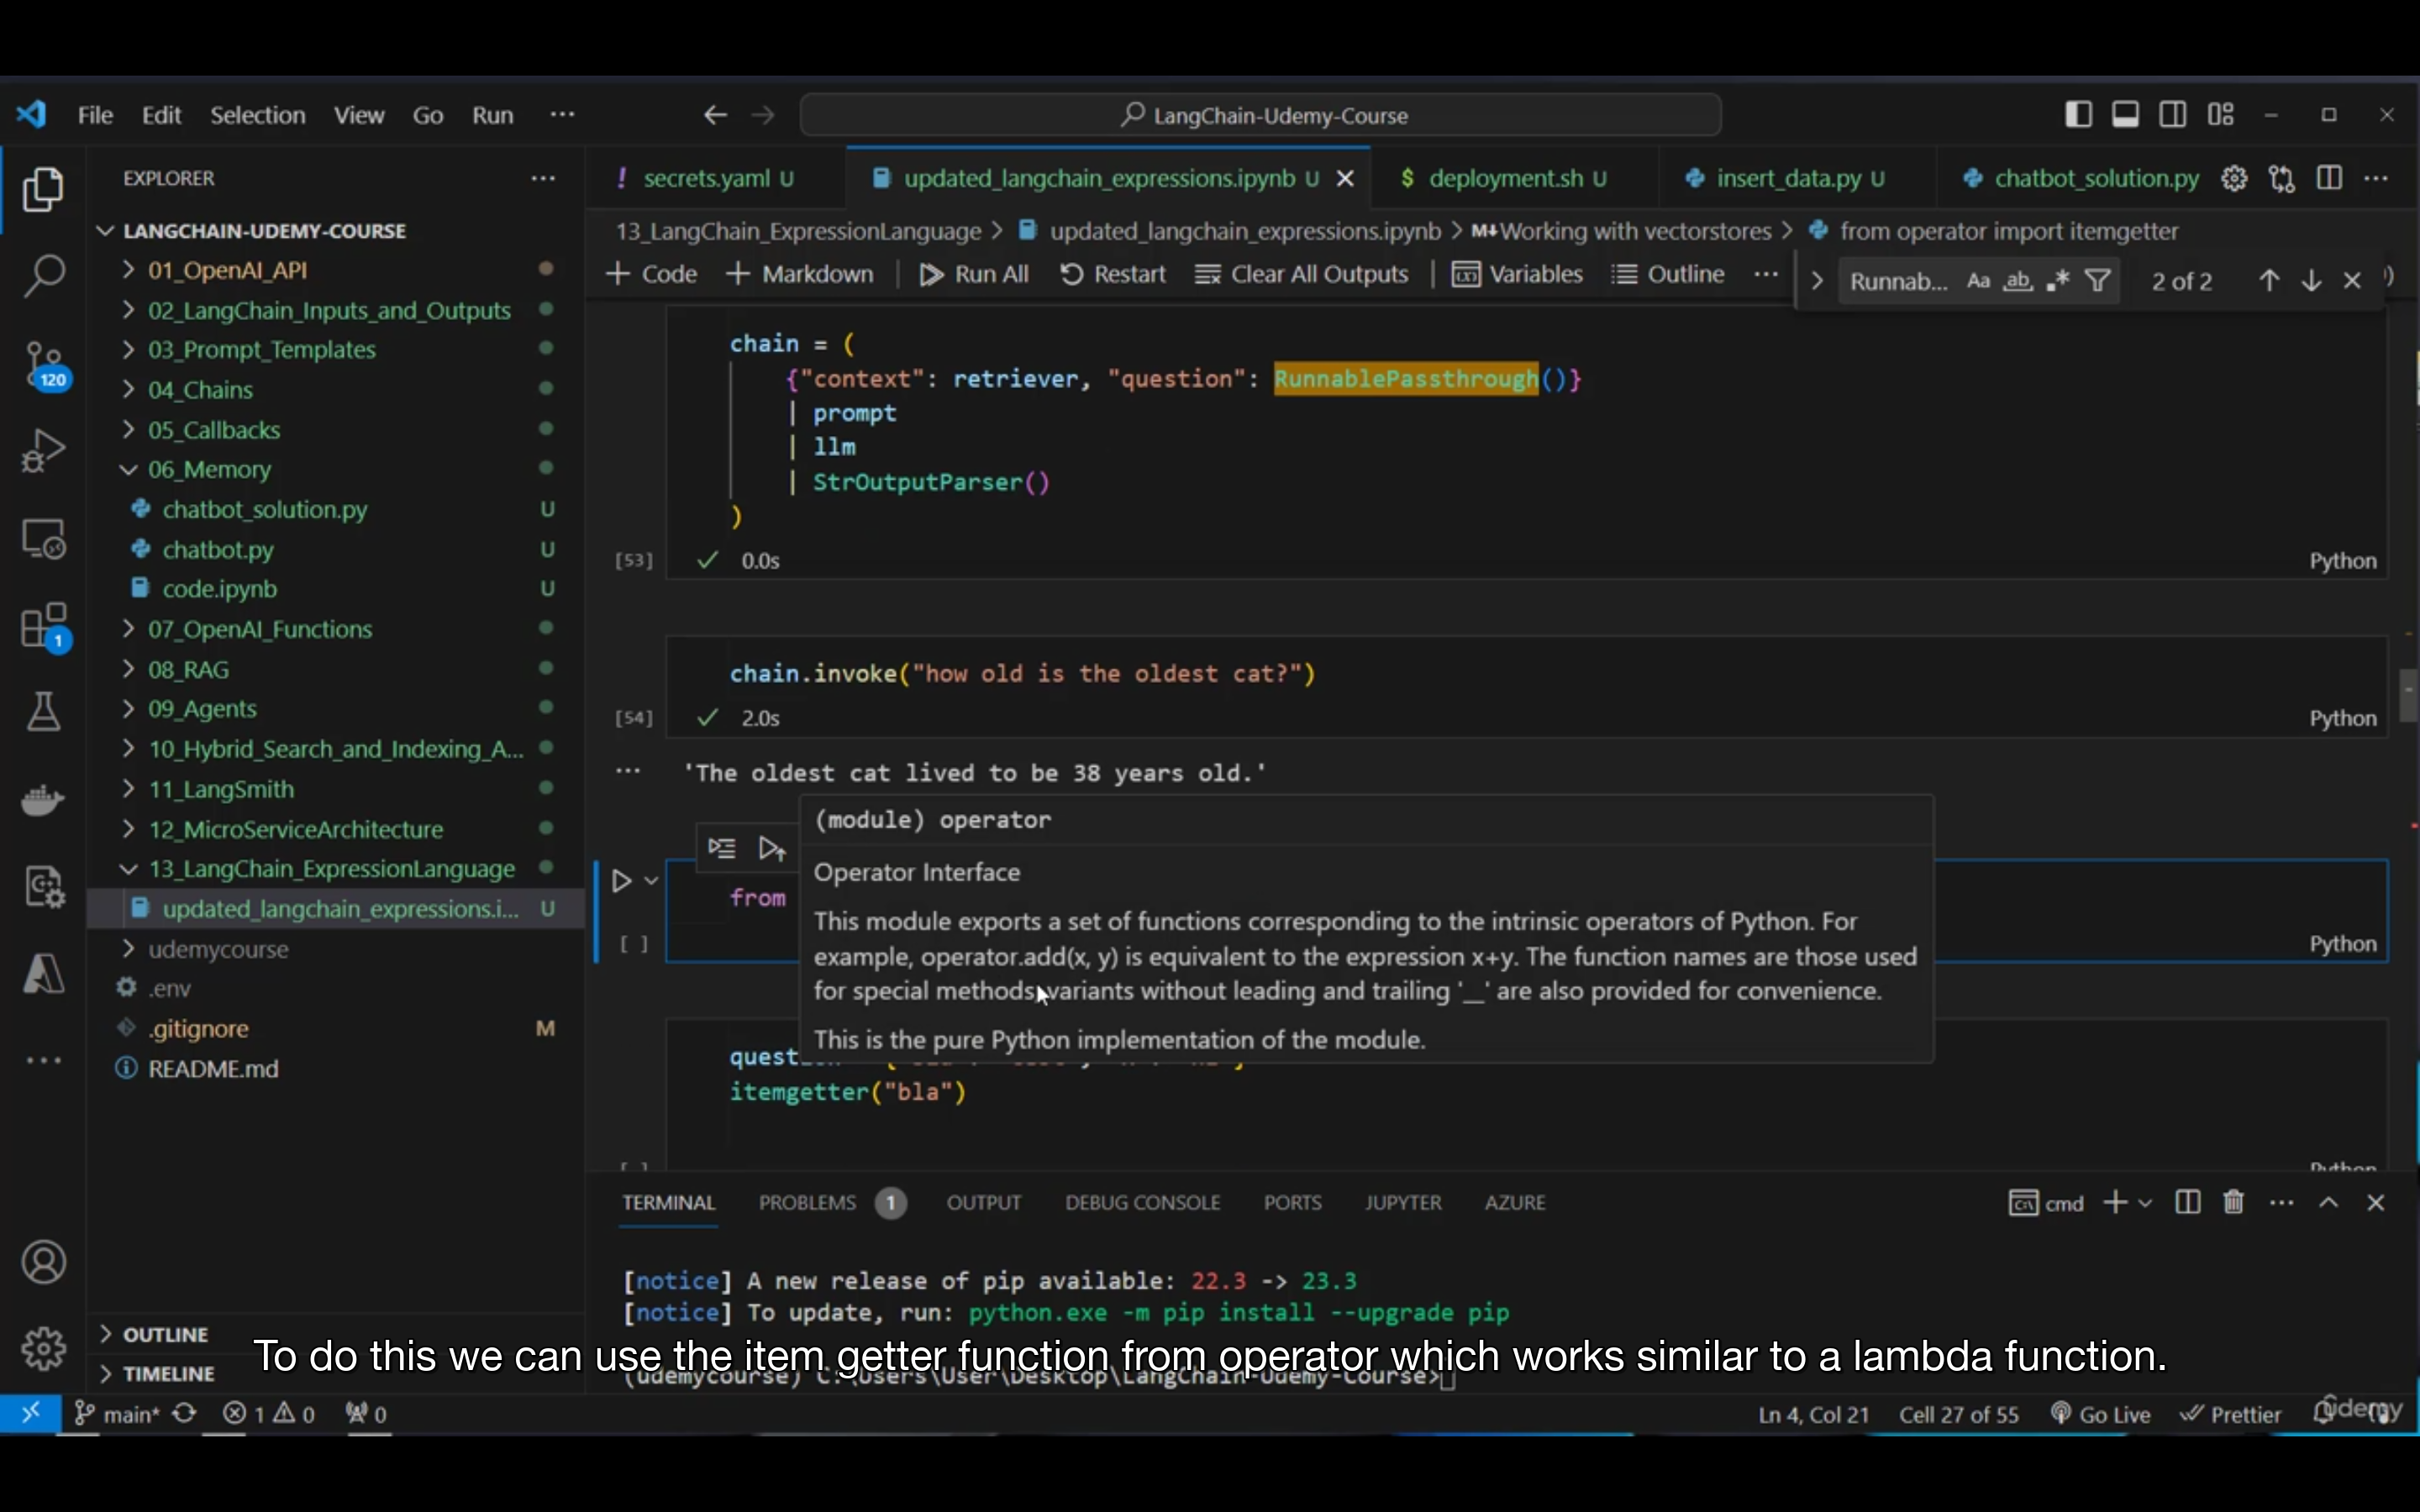 File Edit Selection View Go Run ...
LangChain-Udemy-Course
EXPLORER
LANGCHAIN-UDEMY-COURSE
01_OpenAI_API
02_LangChain_Inputs_and_Outputs
03_Prompt_Templates
04_Chains
05_Callbacks
06_Memory
chatbot_solution.py U
chatbot.py U
code.ipynb U
07_OpenAI_Functions
08_RAG
09_Agents
10_Hybrid_Search_and_Indexing_A...
11_LangSmith
12_MicroServiceArchitecture
13_LangChain_ExpressionLanguage
updated_langchain_expressions.i... U
udemycourse
.env
.gitignore M
README.md
OUTLINE
TIMELINE
120
1
! secrets.yaml U
updated_langchain_expressions.ipynb U
$ deployment.sh U
insert_data.py U
chatbot_solution.py
13_LangChain_ExpressionLanguage > updated_langchain_expressions.ipynb > M↓Working with vectorstores > from operator import itemgetter
+ Code + Markdown Run All Restart Clear All Outputs Variables Outline ...
Runnab... Aa ab .* 2 of 2
chain = (
{"context": retriever, "question": RunnablePassthrough()}
| prompt
| llm
| StrOutputParser()
)
[53] ✓ 0.0s Python
chain.invoke("how old is the oldest cat?")
[54] ✓ 2.0s Python
... 'The oldest cat lived to be 38 years old.'
(module) operator
Operator Interface
This module exports a set of functions corresponding to the intrinsic operators of Python. For
example, operator.add(x, y) is equivalent to the expression x+y. The function names are those used
for special methods; variants without leading and trailing '__' are also provided for convenience.
This is the pure Python implementation of the module.
from
[ ] Python
itemgetter("bla")
[ ] Python
TERMINAL PROBLEMS 1 OUTPUT DEBUG CONSOLE PORTS JUPYTER AZURE
cmd
[notice] A new release of pip available: 22.3 -> 23.3
[notice] To update, run: python.exe -m pip install --upgrade pip
To do this we can use the item getter function from operator which works similar to a lambda function.
(udemycourse) C:\Users\User\Desktop\LangChain-Udemy-Course>
main* 1 0 0
Ln 4, Col 21 Cell 27 of 55 Go Live Prettier
udemy